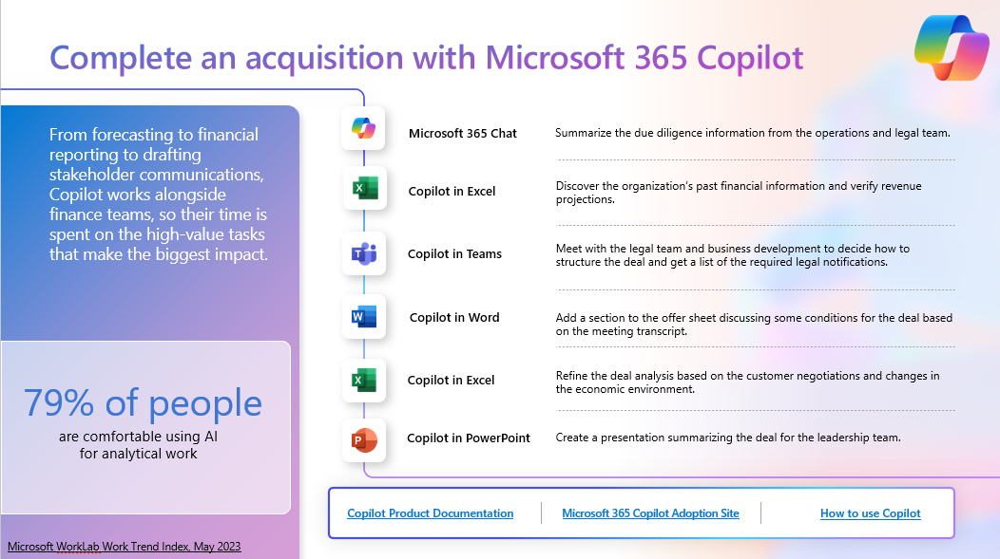 Complete an acquisition with Microsoft 365 Copilot
From forecasting to financial
reporting to drafting
stakeholder communications,
Copilot works alongside
finance teams, so their time is
spent on the high-value tasks
that make the biggest impact.
79% of people
are comfortable using AI
for analytical work
Microsoft WorkLab Work Trend Index, May 2023
Microsoft 365 Chat
Summarize the due diligence information from the operations and legal team.
X
Copilot in Excel
Discover the organization's past financial information and verify revenue
projections.
T
Copilot in Teams
Meet with the legal team and business development to decide how to
structure the deal and get a list of the required legal notifications.
W
Copilot in Word
Add a section to the offer sheet discussing some conditions for the deal based
on the meeting transcript.
X
Copilot in Excel
Refine the deal analysis based on the customer negotiations and changes in
the economic environment.
P
Copilot in PowerPoint
Create a presentation summarizing the deal for the leadership team.
Copilot Product Documentation
Microsoft 365 Copilot Adoption Site
How to use Copilot